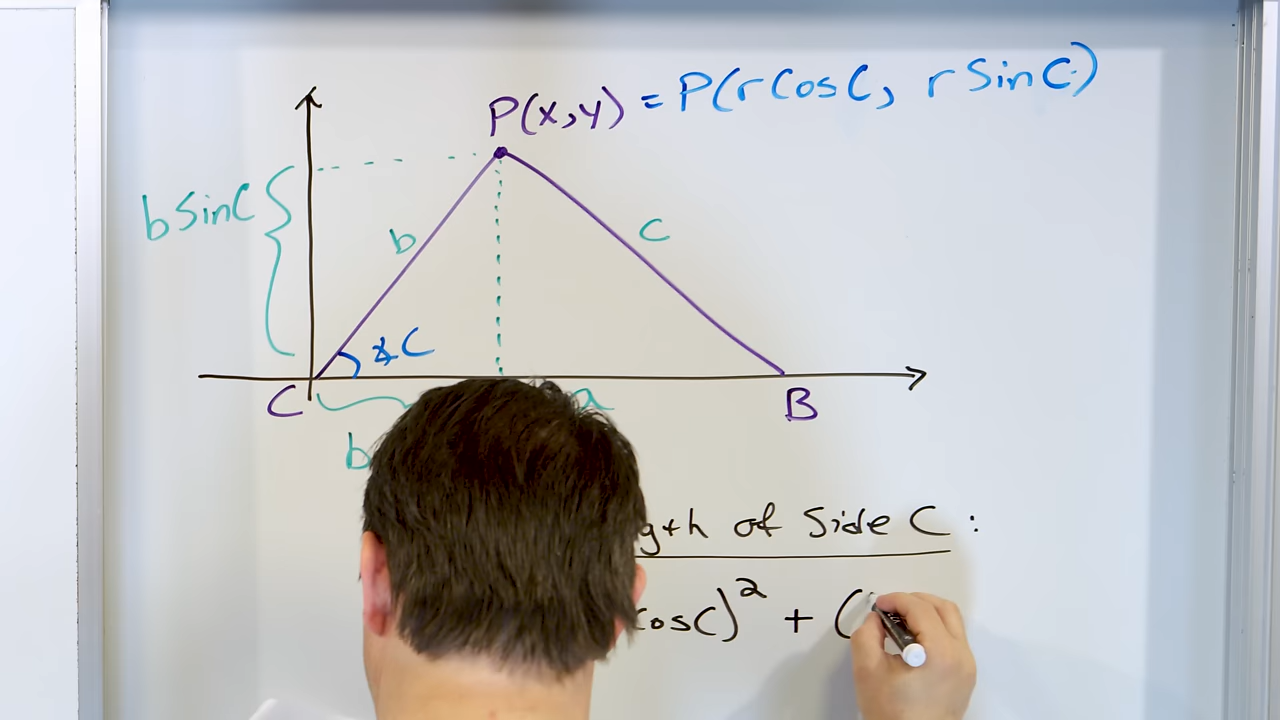 P(x,y) = P(r Cos C, r Sin C)
b Sin C
b
c
∡C
C
a
B
b
gth of Side C :
cos C)² + (